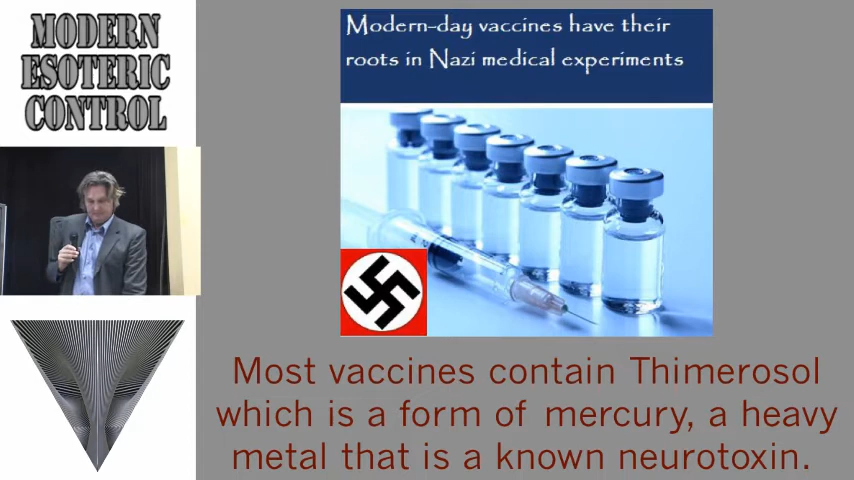 MODERN
ESOTERIC
CONTROL
Modern-day vaccines have their
roots in Nazi medical experiments
Most vaccines contain Thimerosol
which is a form of mercury, a heavy
metal that is a known neurotoxin.